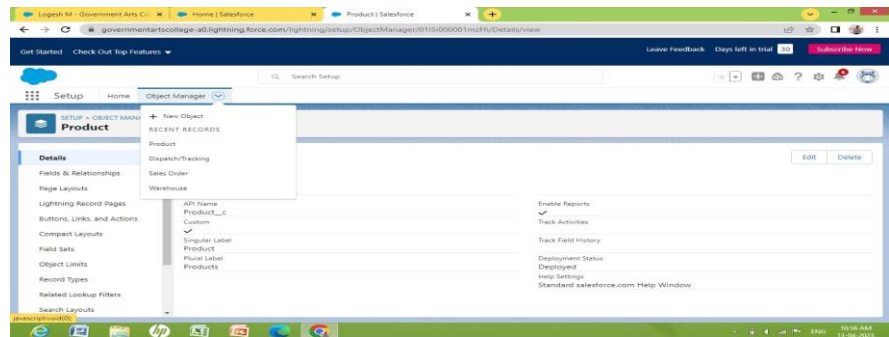 Logesh M - Government Arts Co
Home | Salesforce
Product | Salesforce
governmentartscollege-a0.lightning.force.com/lightning/setup/ObjectManager/01I5i000001mzFh/Details/view
Get Started Check Out Top Features
Leave Feedback Days left in trial 30 Subscribe Now
Search Setup
Setup Home Object Manager
SETUP > OBJECT MANA
Product
+ New Object
RECENT RECORDS
Product
Dispatch/Tracking
Sales Order
Warehouse
Details
Fields & Relationships
Page Layouts
Lightning Record Pages
Buttons, Links, and Actions
Compact Layouts
Field Sets
Object Limits
Record Types
Related Lookup Filters
Search Layouts
Edit Delete
API Name
Product__c
Custom
Singular Label
Product
Plural Label
Products
Enable Reports
Track Activities
Track Field History
Deployment Status
Deployed
Help Settings
Standard salesforce.com Help Window
javascript:void(0);
ENG 10:56 AM
13-04-2023